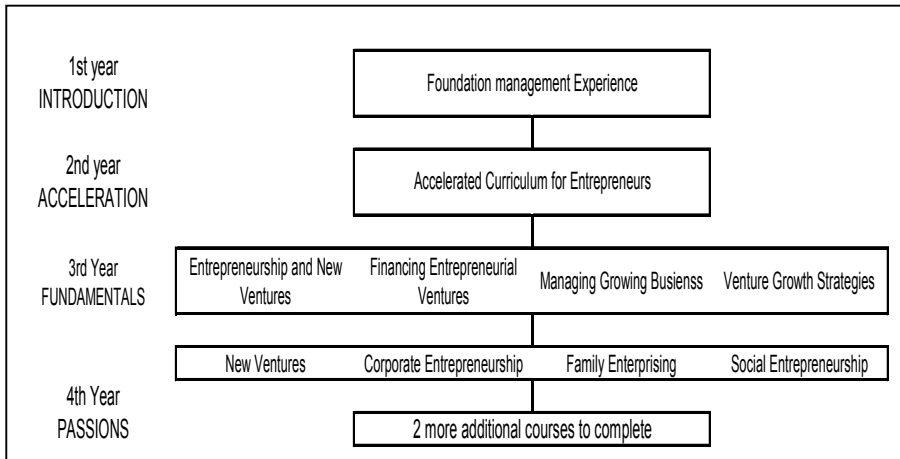 1st year
INTRODUCTION
Foundation management Experience
2nd year
ACCELERATION
Accelerated Curriculum for Entrepreneurs
3rd Year
FUNDAMENTALS
Entrepreneurship and New
Ventures
Financing Entrepreneurial
Ventures
Managing Growing Busienss
Venture Growth Strategies
New Ventures
Corporate Entrepreneurship
Family Enterprising
Social Entrepreneurship
4th Year
PASSIONS
2 more additional courses to complete